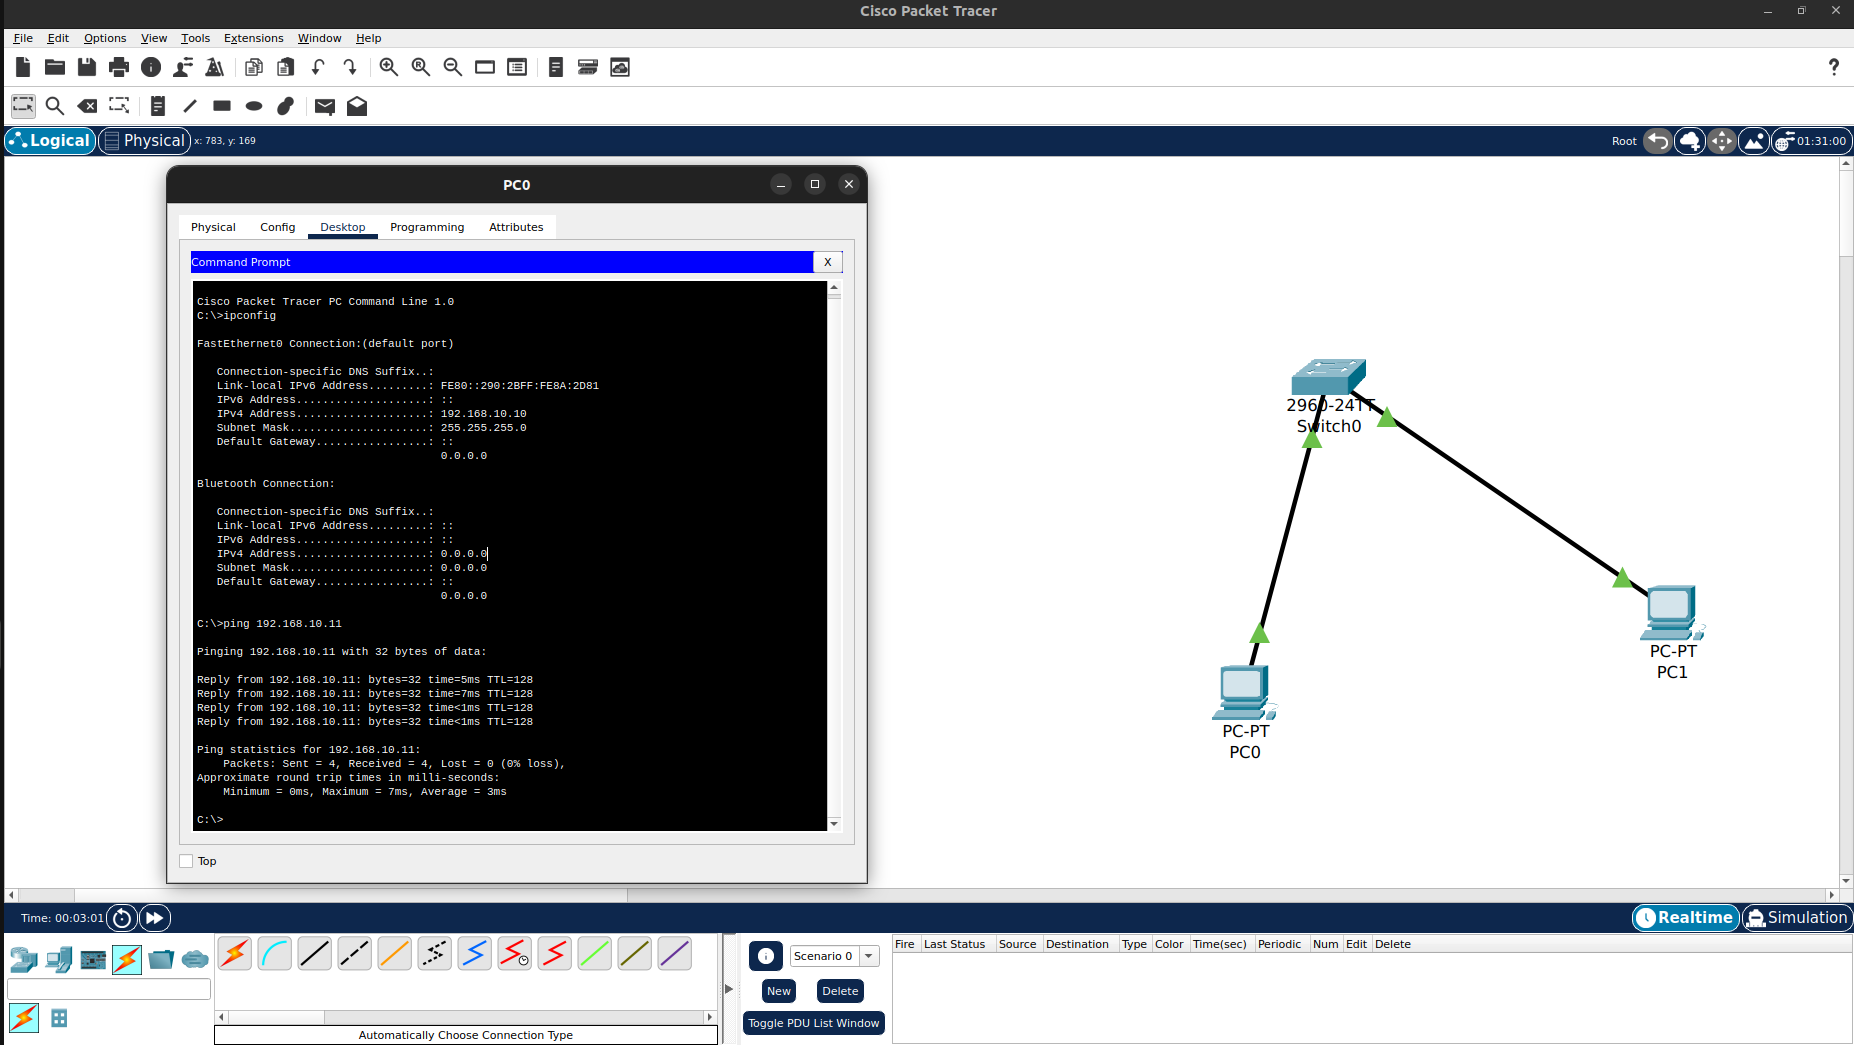 Cisco Packet Tracer
File Edit Options View Tools Extensions Window Help
?
Logical Physical x: 783, y: 169 Root 01:31:00
PC0
Physical Config Desktop Programming Attributes
Command Prompt X
Cisco Packet Tracer PC Command Line 1.0
C:\>ipconfig
FastEthernet0 Connection:(default port)
Connection-specific DNS Suffix..:
Link-local IPv6 Address.........: FE80::290:2BFF:FE8A:2D81
IPv6 Address....................: ::
IPv4 Address....................: 192.168.10.10
Subnet Mask.....................: 255.255.255.0
Default Gateway.................: ::
0.0.0.0
Bluetooth Connection:
Connection-specific DNS Suffix..:
Link-local IPv6 Address.........: ::
IPv6 Address....................: ::
IPv4 Address....................: 0.0.0.0
Subnet Mask.....................: 0.0.0.0
Default Gateway.................: ::
0.0.0.0
C:\>ping 192.168.10.11
Pinging 192.168.10.11 with 32 bytes of data:
Reply from 192.168.10.11: bytes=32 time=5ms TTL=128
Reply from 192.168.10.11: bytes=32 time=7ms TTL=128
Reply from 192.168.10.11: bytes=32 time<1ms TTL=128
Reply from 192.168.10.11: bytes=32 time<1ms TTL=128
Ping statistics for 192.168.10.11:
Packets: Sent = 4, Received = 4, Lost = 0 (0% loss),
Approximate round trip times in milli-seconds:
Minimum = 0ms, Maximum = 7ms, Average = 3ms
C:\>
Top
2960-24TT
Switch0
PC-PT
PC1
PC-PT
PC0
Time: 00:03:01 Realtime Simulation
Scenario 0
New Delete
Toggle PDU List Window
Fire Last Status Source Destination Type Color Time(sec) Periodic Num Edit Delete
Automatically Choose Connection Type